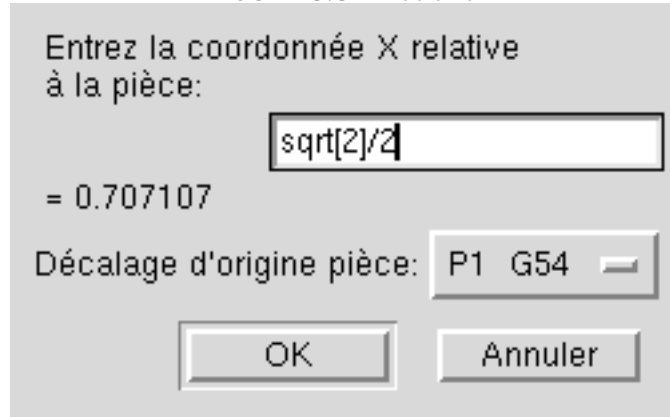 Entrez la coordonnée X relative
à la pièce:
sqrt[2]/2
= 0.707107
Décalage d'origine pièce: P1 G54
OK Annuler